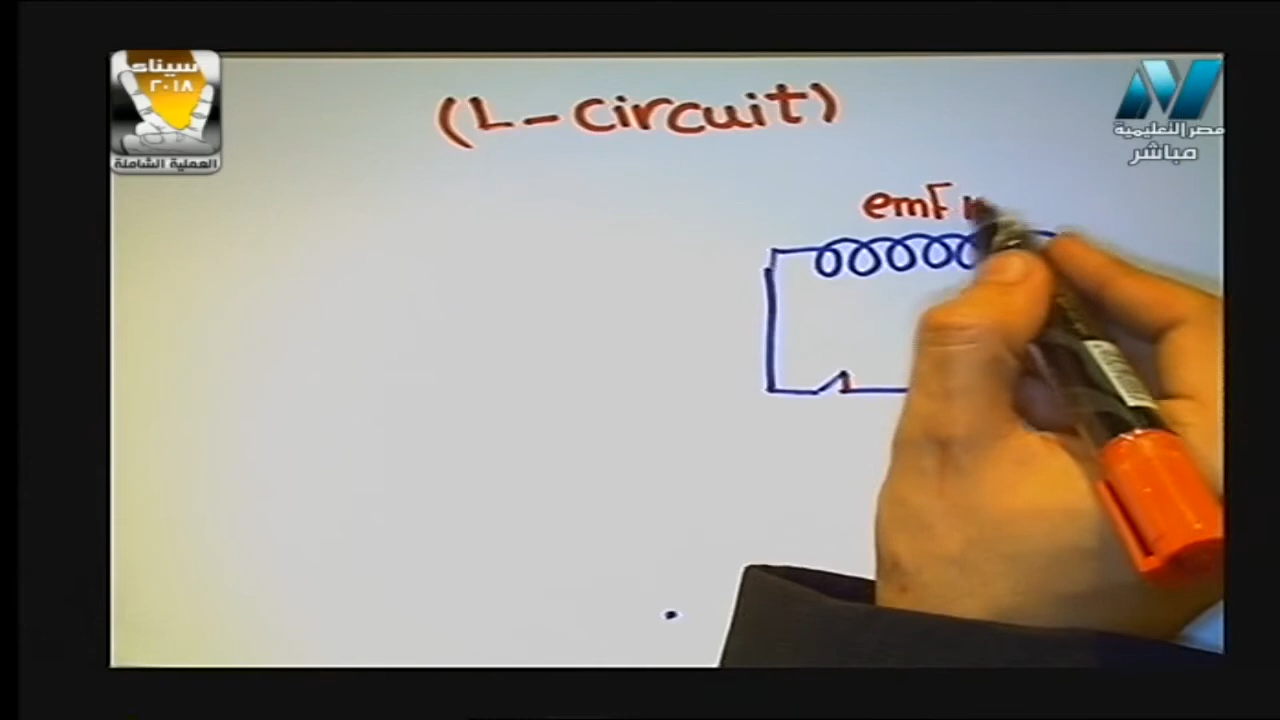 سيناء
٢٠١٨
العملية الشاملة
مصر التعليمية
مباشر
(L-Circuit)
emf